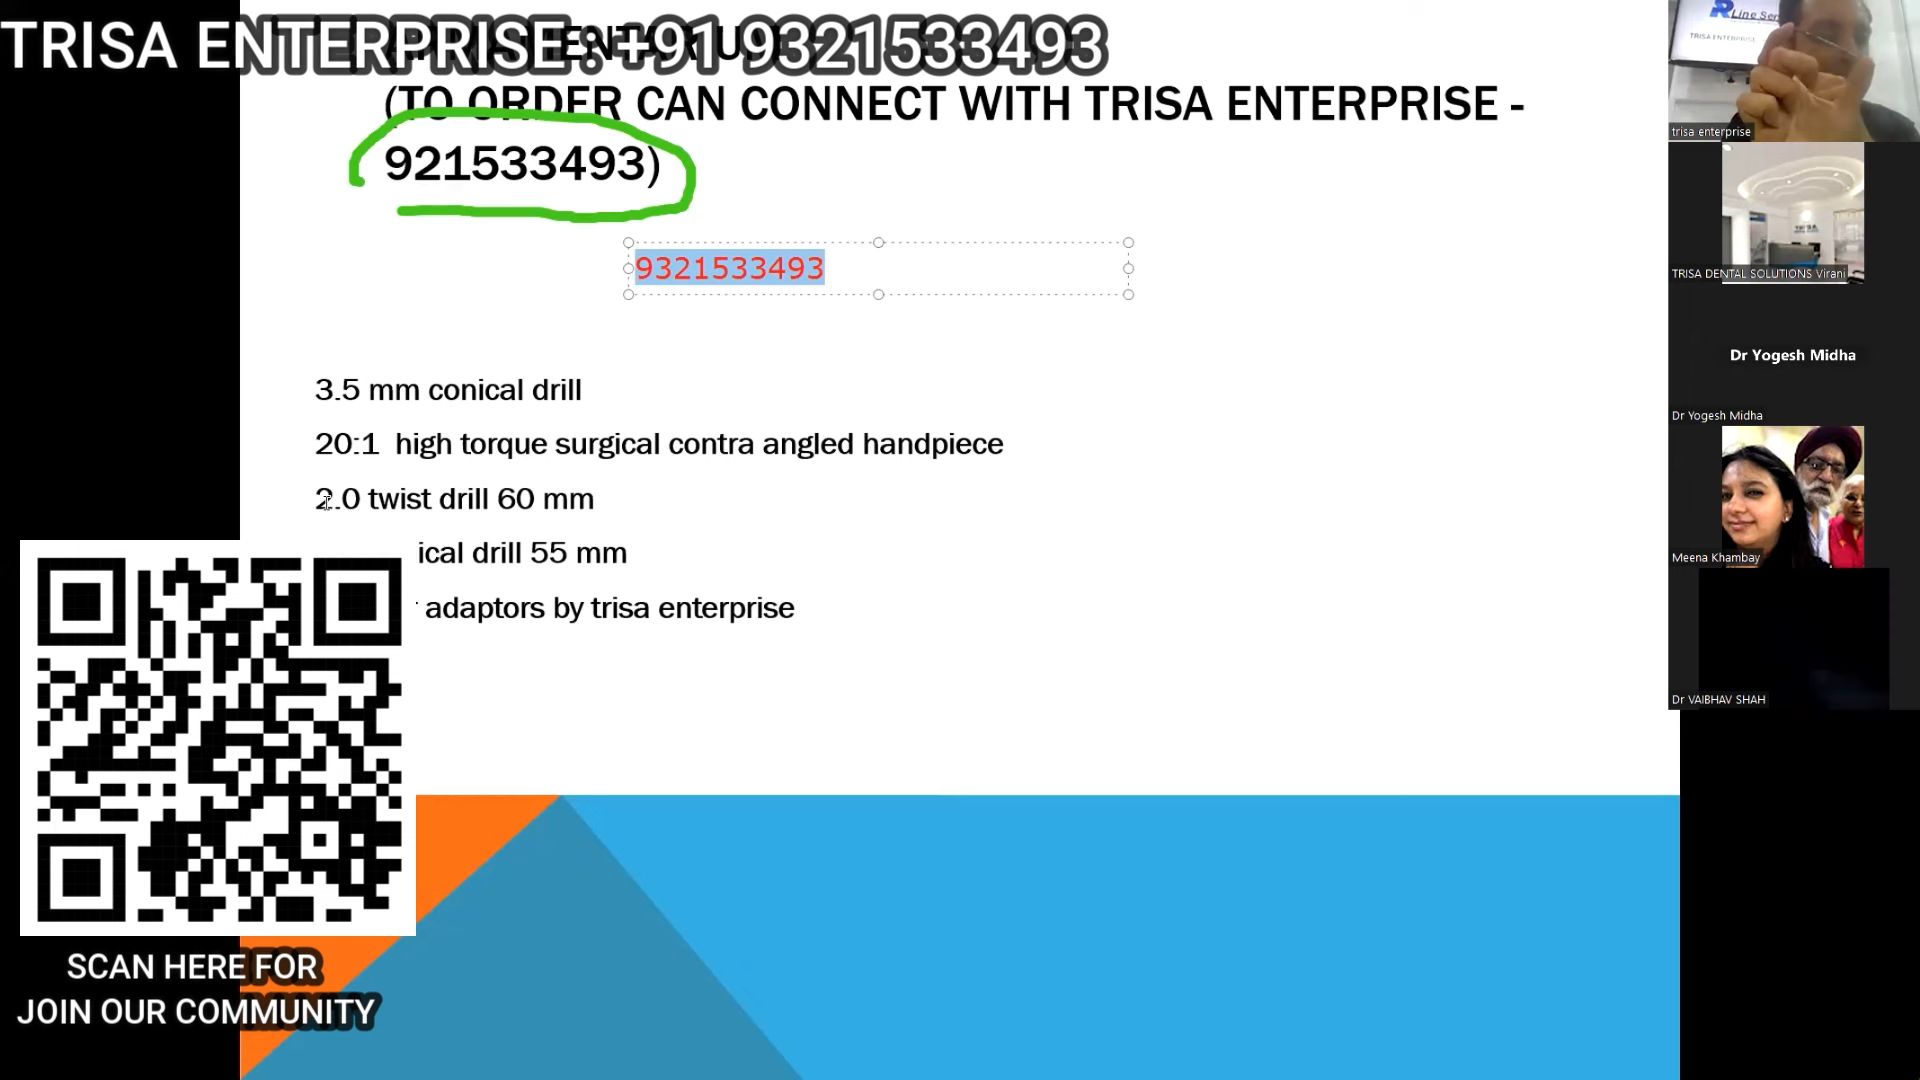 TRISA ENTERPRISE : +91 9321533493
(TO ORDER CAN CONNECT WITH TRISA ENTERPRISE -
921533493)
9321533493
3.5 mm conical drill
20:1 high torque surgical contra angled handpiece
2.0 twist drill 60 mm
ical drill 55 mm
adaptors by trisa enterprise
SCAN HERE FOR
JOIN OUR COMMUNITY
TRISA ENTERPRISE
trisa enterprise
TRISA DENTAL SOLUTIONS Virani
Dr Yogesh Midha
Dr Yogesh Midha
Meena Khambay
Dr VAIBHAV SHAH